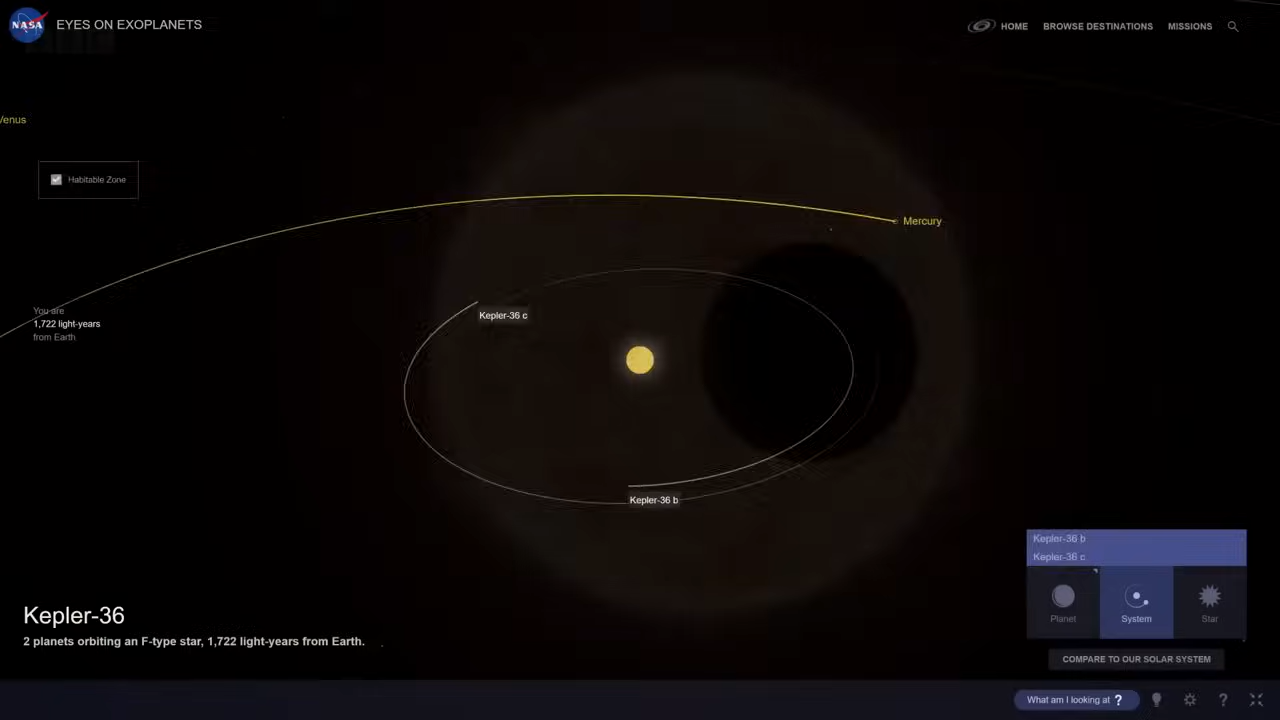 NASA
EYES ON EXOPLANETS
HOME
BROWSE DESTINATIONS
MISSIONS
Venus
Habitable Zone
Mercury
You are
1,722 light-years
from Earth
Kepler-36 c
Kepler-36 b
Kepler-36 b
Kepler-36 c
Planet
System
Star
Kepler-36
2 planets orbiting an F-type star, 1,722 light-years from Earth.
COMPARE TO OUR SOLAR SYSTEM
What am I looking at ?
?